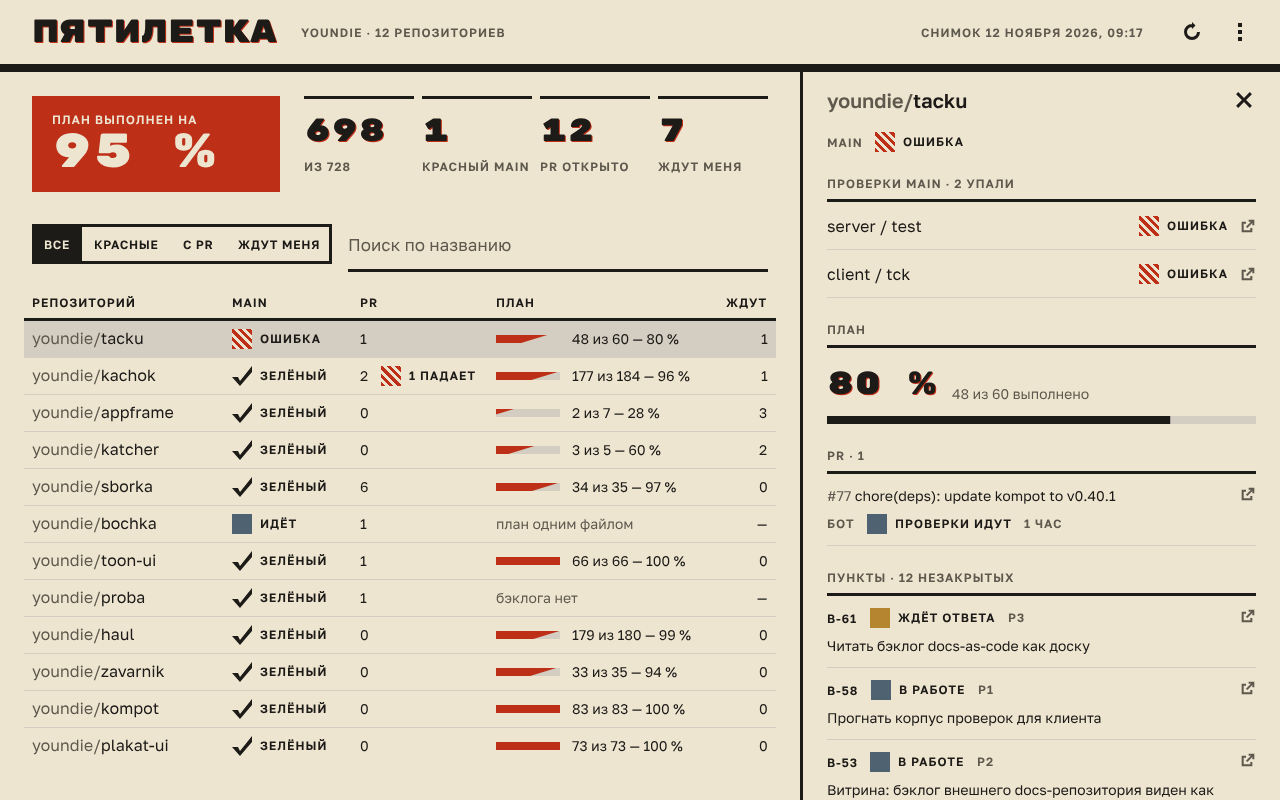 ПЯТИЛЕТКА
YOUNDIE · 12 РЕПОЗИТОРИЕВ
СНИМОК 12 НОЯБРЯ 2026, 09:17
ПЛАН ВЫПОЛНЕН НА
95 %
698
ИЗ 728
1
КРАСНЫЙ MAIN
12
PR ОТКРЫТО
7
ЖДУТ МЕНЯ
ВСЕ КРАСНЫЕ С PR ЖДУТ МЕНЯ
Поиск по названию
РЕПОЗИТОРИЙ MAIN PR ПЛАН ЖДУТ
youndie/tacku ОШИБКА 1 48 из 60 — 80 % 1
youndie/kachok ЗЕЛЁНЫЙ 2 1 ПАДАЕТ 177 из 184 — 96 % 1
youndie/appframe ЗЕЛЁНЫЙ 0 2 из 7 — 28 % 3
youndie/katcher ЗЕЛЁНЫЙ 0 3 из 5 — 60 % 2
youndie/sborka ЗЕЛЁНЫЙ 6 34 из 35 — 97 % 0
youndie/bochka ИДЁТ 1 план одним файлом —
youndie/toon-ui ЗЕЛЁНЫЙ 1 66 из 66 — 100 % 0
youndie/proba ЗЕЛЁНЫЙ 1 бэклога нет —
youndie/haul ЗЕЛЁНЫЙ 0 179 из 180 — 99 % 0
youndie/zavarnik ЗЕЛЁНЫЙ 0 33 из 35 — 94 % 0
youndie/kompot ЗЕЛЁНЫЙ 0 83 из 83 — 100 % 0
youndie/plakat-ui ЗЕЛЁНЫЙ 0 73 из 73 — 100 % 0
youndie/tacku
MAIN ОШИБКА
ПРОВЕРКИ MAIN · 2 УПАЛИ
server / test ОШИБКА
client / tck ОШИБКА
ПЛАН
80 % 48 из 60 выполнено
PR · 1
#77 chore(deps): update kompot to v0.40.1
БОТ ПРОВЕРКИ ИДУТ 1 ЧАС
ПУНКТЫ · 12 НЕЗАКРЫТЫХ
B-61 ЖДЁТ ОТВЕТА P3
Читать бэклог docs-as-code как доску
B-58 В РАБОТЕ P1
Прогнать корпус проверок для клиента
B-53 В РАБОТЕ P2
Витрина: бэклог внешнего docs-репозитория виден как